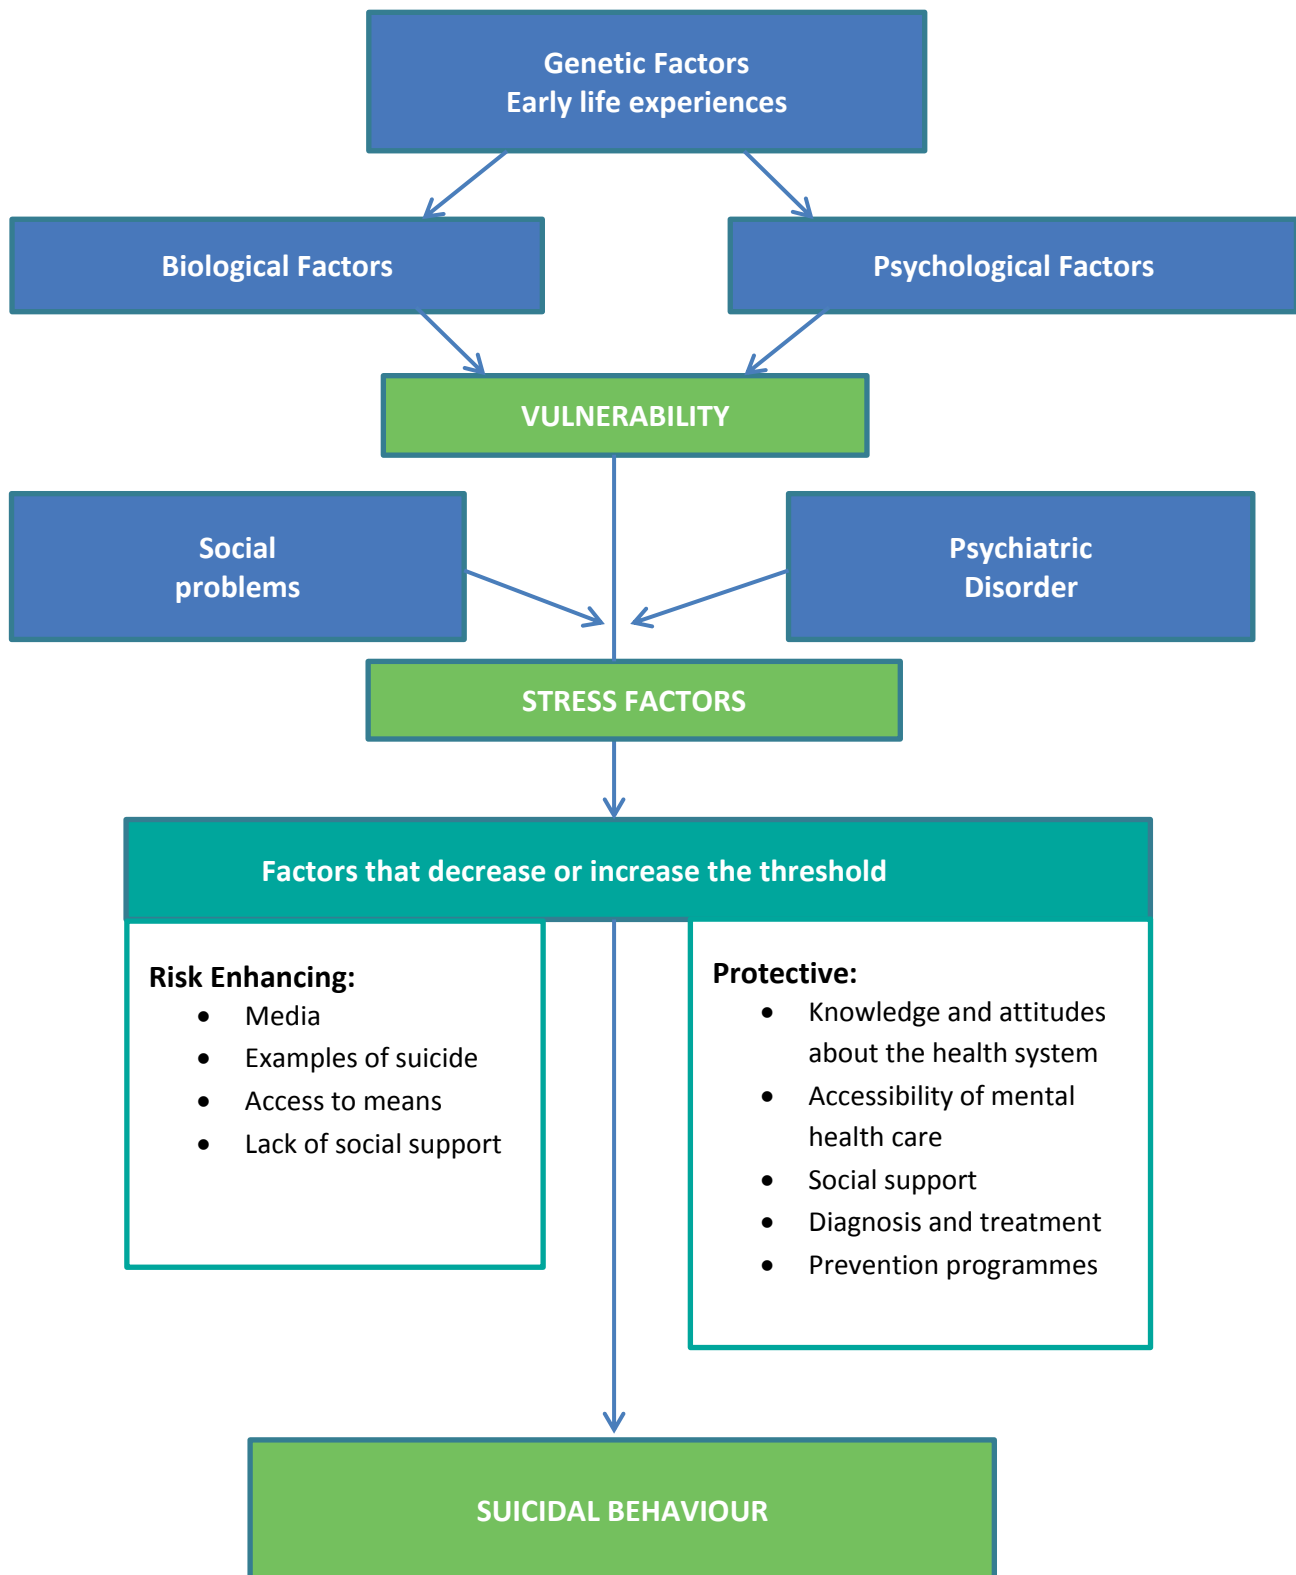 Genetic Factors
Early life experiences
Biological Factors
Psychological Factors
VULNERABILITY
Social
problems
Psychiatric
Disorder
STRESS FACTORS
Factors that decrease or increase the threshold
Risk Enhancing:
• Media
• Examples of suicide
• Access to means
• Lack of social support
Protective:
• Knowledge and attitudes
about the health system
• Accessibility of mental
health care
• Social support
• Diagnosis and treatment
• Prevention programmes
SUICIDAL BEHAVIOUR